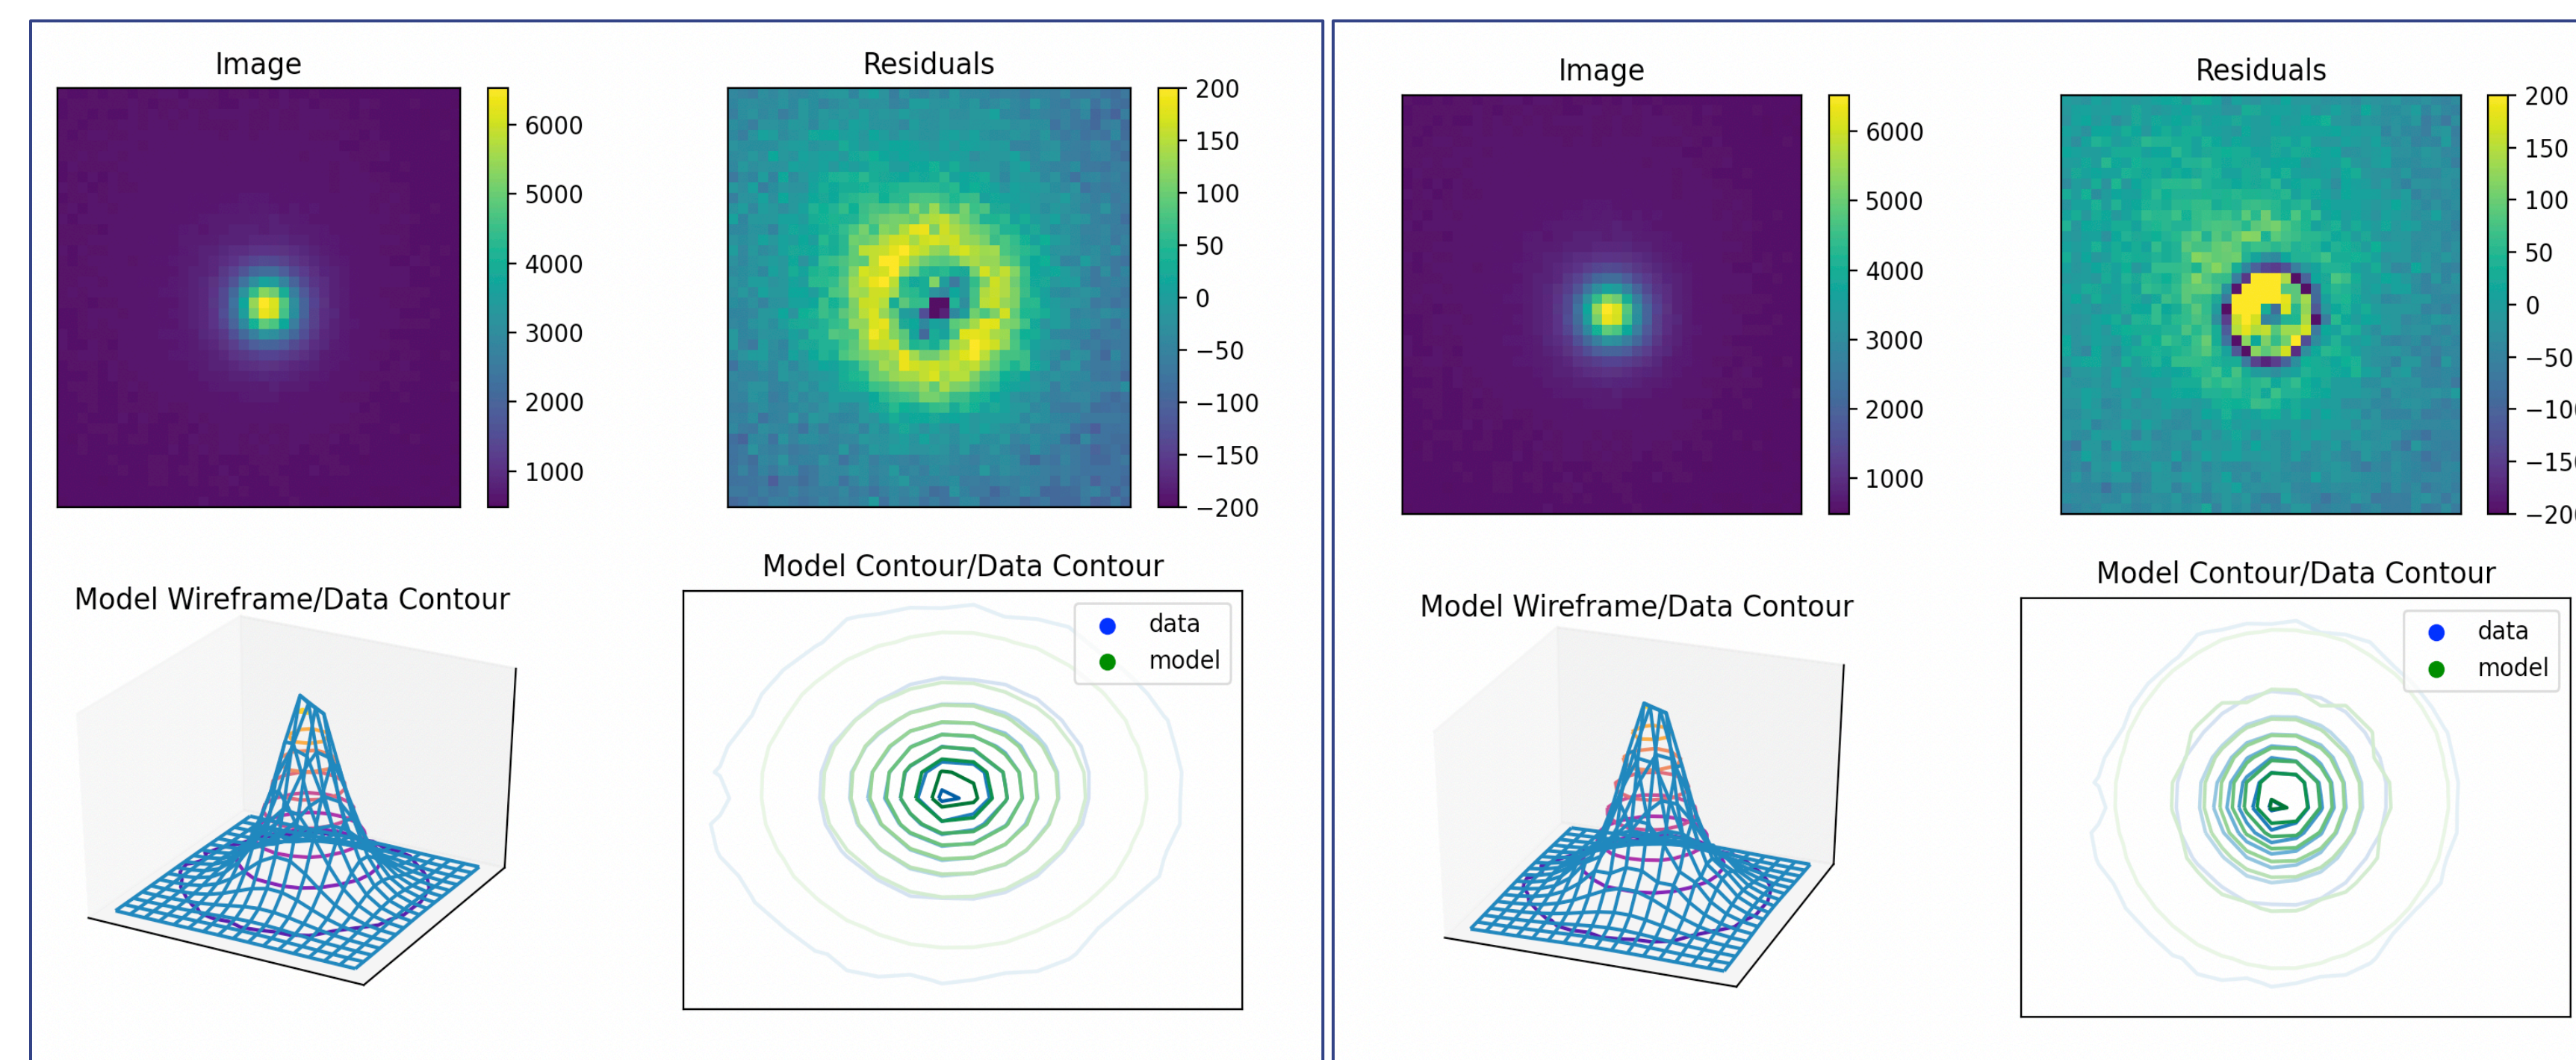 Image
6000
5000
4000
3000
2000
1000
Residuals
200
150
100
50
0
−50
−100
−150
−200
Model Wireframe/Data Contour
Model Contour/Data Contour
data
model
Image
6000
5000
4000
3000
2000
1000
Residuals
200
150
100
50
0
−50
Model Wireframe/Data Contour
Model Contour/Data Contour
data
model